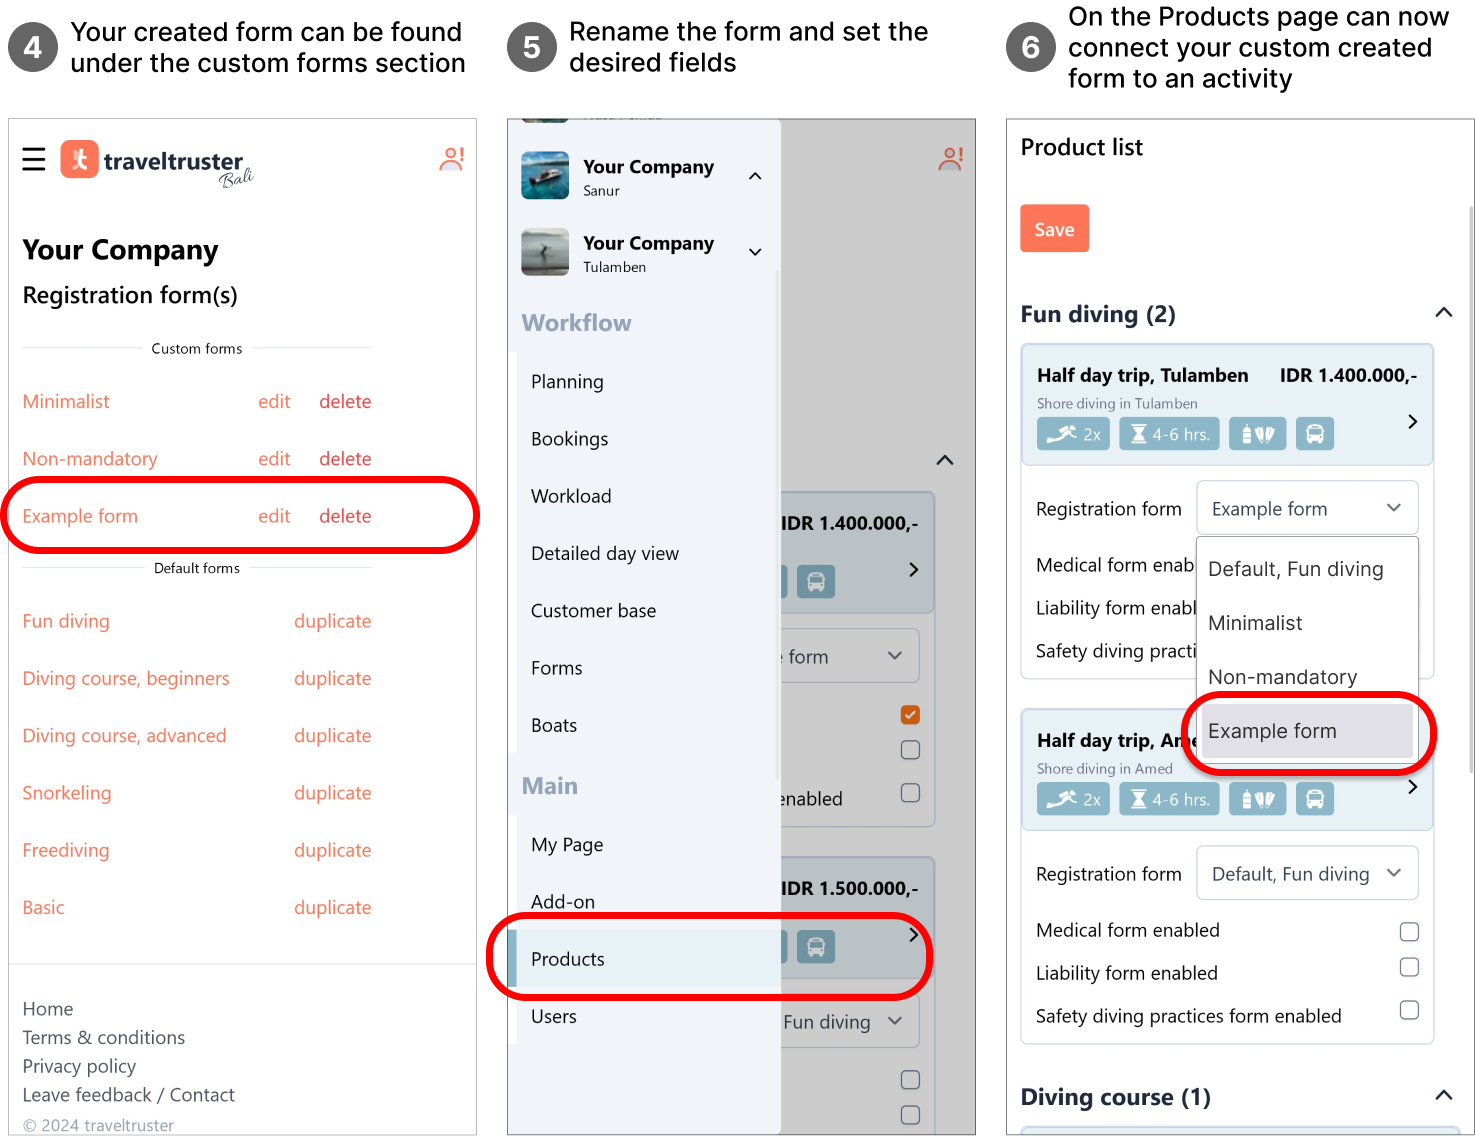 4
Your created form can be found
under the custom forms section
traveltruster
Bali
Your Company
Registration form(s)
Custom forms
Minimalist edit delete
Non-mandatory edit delete
Example form edit delete
Default forms
Fun diving duplicate
Diving course, beginners duplicate
Diving course, advanced duplicate
Snorkeling duplicate
Freediving duplicate
Basic duplicate
Home
Terms & conditions
Privacy policy
Leave feedback / Contact
© 2024 traveltruster
5
Rename the form and set the
desired fields
Your Company
Sanur
Your Company
Tulamben
Workflow
Planning
Bookings
Workload
Detailed day view
Customer base
Forms
Boats
Main
My Page
Add-on
Products
Users
IDR 1.400.000,-
form
enabled
IDR 1.500.000,-
Fun diving
6
On the Products page can now
connect your custom created
form to an activity
Product list
Save
Fun diving (2)
Half day trip, Tulamben IDR 1.400.000,-
Shore diving in Tulamben
2x 4-6 hrs.
Registration form Example form
Medical form enab
Liability form enabl
Safety diving practi
Default, Fun diving
Minimalist
Non-mandatory
Example form
Half day trip, Ame
Shore diving in Amed
2x 4-6 hrs.
Registration form Default, Fun diving
Medical form enabled
Liability form enabled
Safety diving practices form enabled
Diving course (1)